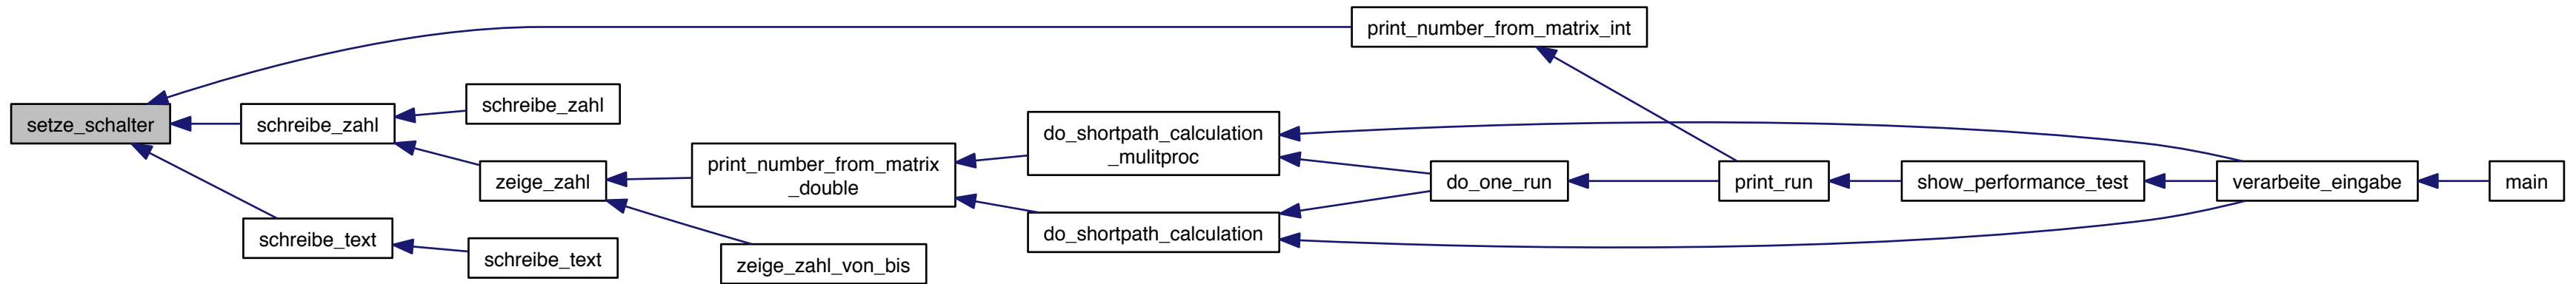 setze_schalter
print_number_from_matrix_int
schreibe_zahl
schreibe_zahl
zeige_zahl
print_number_from_matrix
_double
zeige_zahl_von_bis
do_shortpath_calculation
_mulitproc
do_shortpath_calculation
do_one_run
print_run
show_performance_test
verarbeite_eingabe
main
schreibe_text
schreibe_text